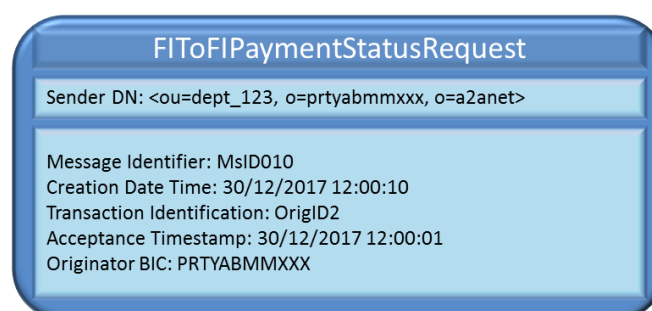 FIToFIPaymentStatusRequest
Sender DN: <ou=dept_123, o=prtyabmmxxx, o=a2anet>
Message Identifier: MsID010
Creation Date Time: 30/12/2017 12:00:10
Transaction Identification: OrigID2
Acceptance Timestamp: 30/12/2017 12:00:01
Originator BIC: PRTYABMMXXX